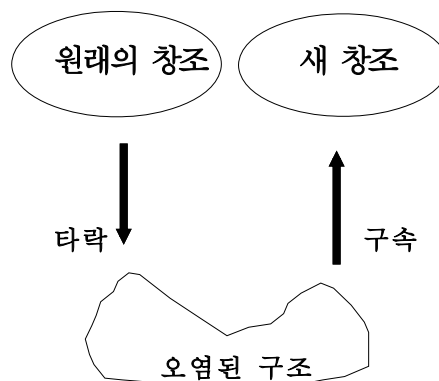 원래의 창조
새 창조
타락
구속
오염된 구조